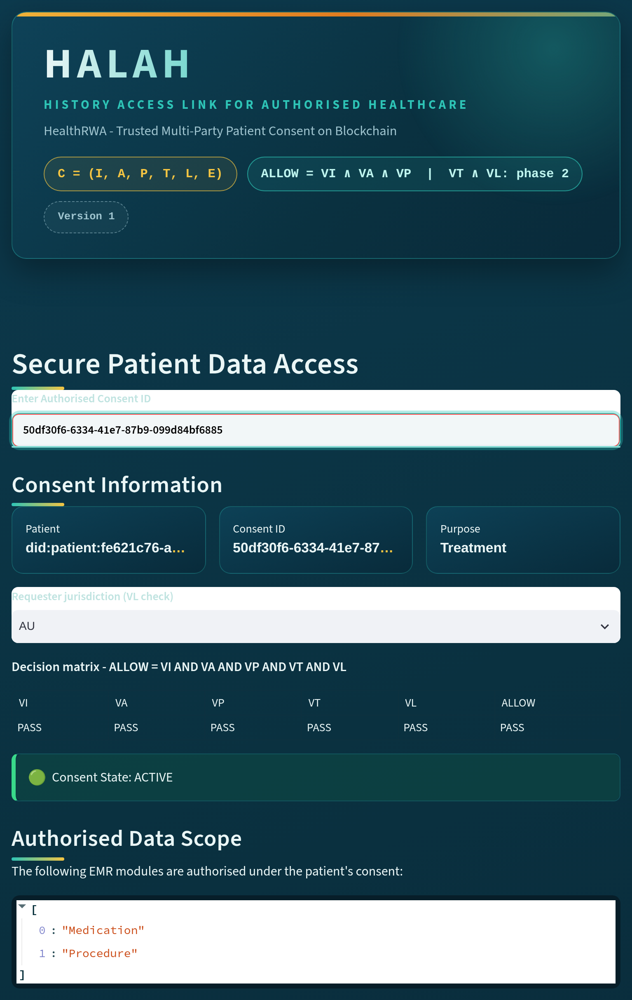 HALAH
HISTORY ACCESS LINK FOR AUTHORISED HEALTHCARE
HealthRWA - Trusted Multi-Party Patient Consent on Blockchain
C = (I, A, P, T, L, E)
ALLOW = VI ∧ VA ∧ VP | VT ∧ VL: phase 2
Version 1
Secure Patient Data Access
Enter Authorised Consent ID
50df30f6-6334-41e7-87b9-099d84bf6885
Consent Information
Patient
did:patient:fe621c76-a...
Consent ID
50df30f6-6334-41e7-87...
Purpose
Treatment
Requester jurisdiction (VL check)
AU
Decision matrix - ALLOW = VI AND VA AND VP AND VT AND VL
VI VA VP VT VL ALLOW
PASS PASS PASS PASS PASS PASS
Consent State: ACTIVE
Authorised Data Scope
The following EMR modules are authorised under the patient's consent:
[
0 : "Medication"
1 : "Procedure"
]